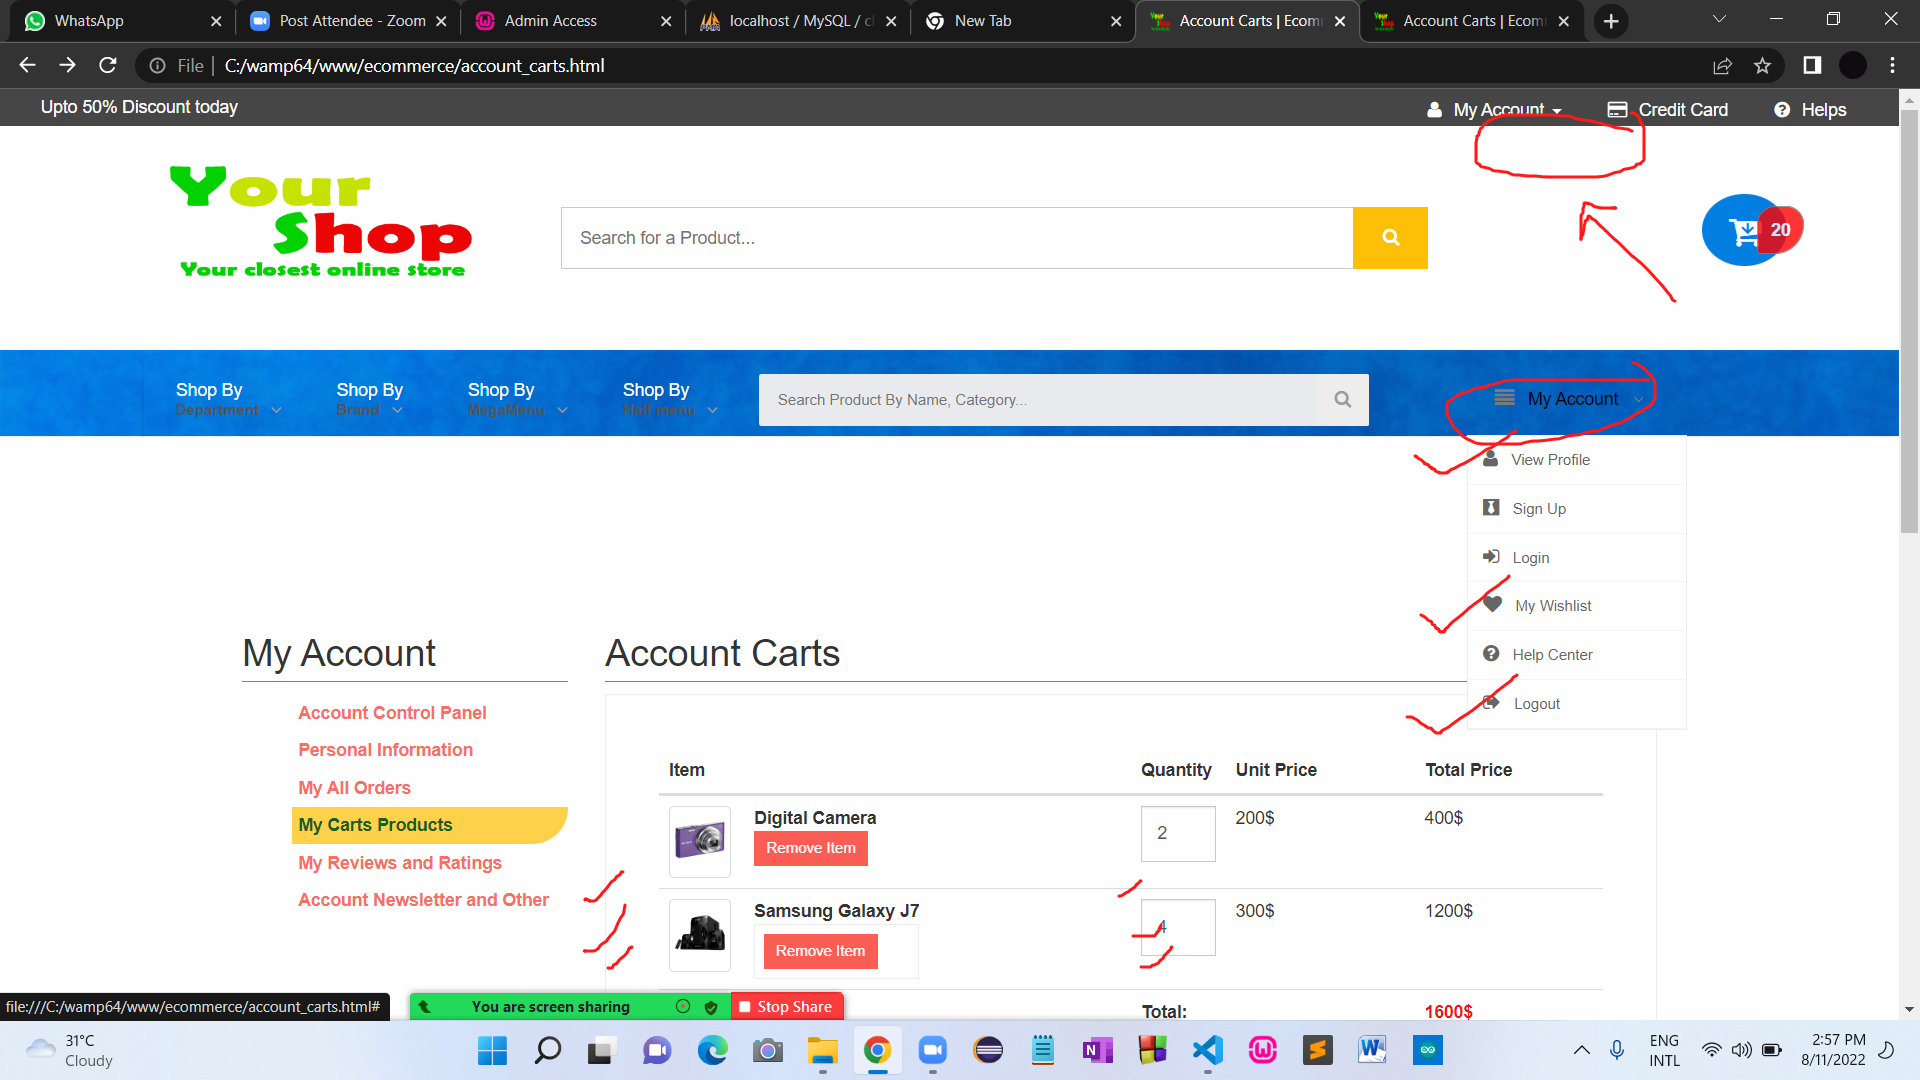 WhatsApp
Post Attendee - Zoom
Admin Access
localhost / MySQL / c
New Tab
Account Carts | Ecom
Account Carts | Ecom
File
C:/wamp64/www/ecommerce/account_carts.html
Upto 50% Discount today
My Account
Credit Card
Helps
Your
Shop
Your closest online store
Search for a Product...
20
Shop By
Department
Shop By
Brand
Shop By
MegaMenu
Shop By
Half menu
Search Product By Name, Category...
My Account
View Profile
Sign Up
Login
My Wishlist
Help Center
Logout
My Account
Account Control Panel
Personal Information
My All Orders
My Carts Products
My Reviews and Ratings
Account Newsletter and Other
Account Carts
Item Quantity Unit Price Total Price
Digital Camera 2 200$ 400$
Remove Item
Samsung Galaxy J7 4 300$ 1200$
Remove Item
Total: 1600$
file:///C:/wamp64/www/ecommerce/account_carts.html#
You are screen sharing
Stop Share
31°C
Cloudy
ENG
INTL
2:57 PM
8/11/2022